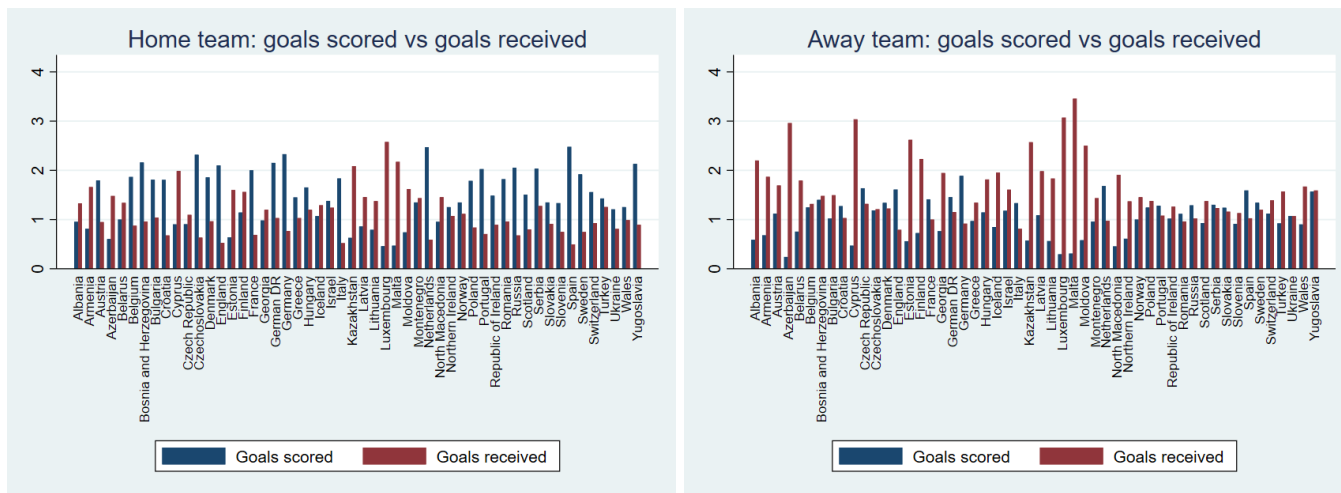 Home team: goals scored vs goals received
4
3
2
1
0
Albania
Armenia
Austria
Azerbaijan
Belarus
Belgium
Bosnia and Herzegovina
Bulgaria
Croatia
Cyprus
Czech Republic
Czechoslovakia
Denmark
England
Estonia
Finland
France
Georgia
German DR
Germany
Greece
Hungary
Iceland
Israel
Italy
Kazakhstan
Latvia
Lithuania
Luxembourg
Malta
Moldova
Montenegro
Netherlands
North Macedonia
Northern Ireland
Norway
Poland
Portugal
Republic of Ireland
Romania
Russia
Scotland
Serbia
Slovakia
Slovenia
Spain
Sweden
Switzerland
Turkey
Ukraine
Wales
Yugoslavia
Goals scored
Goals received
Away team: goals scored vs goals received
4
3
2
1
0
Albania
Armenia
Austria
Azerbaijan
Belarus
Belgium
Bosnia and Herzegovina
Bulgaria
Croatia
Cyprus
Czech Republic
Czechoslovakia
Denmark
England
Estonia
Finland
France
Georgia
German DR
Germany
Greece
Hungary
Iceland
Israel
Italy
Kazakhstan
Latvia
Lithuania
Luxembourg
Malta
Moldova
Montenegro
Netherlands
North Macedonia
Northern Ireland
Norway
Poland
Portugal
Republic of Ireland
Romania
Russia
Scotland
Serbia
Slovakia
Slovenia
Spain
Sweden
Switzerland
Turkey
Ukraine
Wales
Yugoslavia
Goals scored
Goals received